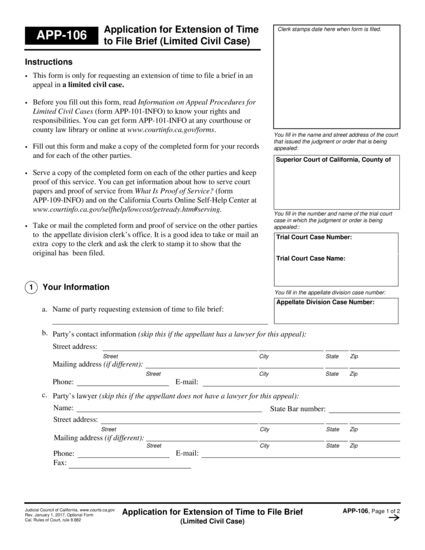 APP-106
Application for Extension of Time
to File Brief (Limited Civil Case)
Clerk stamps date here when form is filed.
Instructions
• This form is only for requesting an extension of time to file a brief in an
appeal in a limited civil case.
• Before you fill out this form, read Information on Appeal Procedures for
Limited Civil Cases (form APP-101-INFO) to know your rights and
responsibilities. You can get form APP-101-INFO at any courthouse or
county law library or online at www.courtinfo.ca.gov/forms.
• Fill out this form and make a copy of the completed form for your records
and for each of the other parties.
• Serve a copy of the completed form on each of the other parties and keep
proof of this service. You can get information about how to serve court
papers and proof of service from What Is Proof of Service? (form
APP-109-INFO) and on the California Courts Online Self-Help Center at
www.courtinfo.ca.gov/selfhelp/lowcost/getready.htm#serving.
• Take or mail the completed form and proof of service on the other parties
to the appellate division clerk's office. It is a good idea to take or mail an
extra copy to the clerk and ask the clerk to stamp it to show that the
original has been filed.
You fill in the name and street address of the court
that issued the judgment or order that is being
appealed:
Superior Court of California, County of
You fill in the number and name of the trial court
case in which the judgment or order is being
appealed::
Trial Court Case Number:
Trial Court Case Name:
You fill in the appellate division case number:
Appellate Division Case Number:
1 Your Information
a. Name of party requesting extension of time to file brief:
b. Party's contact information (skip this if the appellant has a lawyer for this appeal):
Street address:
Street City State Zip
Mailing address (if different):
Street City State Zip
Phone: E-mail:
c. Party's lawyer (skip this if the appellant does not have a lawyer for this appeal):
Name: State Bar number:
Street address:
Street City State Zip
Mailing address (if different):
Street City State Zip
Phone: E-mail:
Fax:
Judicial Council of California, www.courts.ca.gov
Rev. January 1, 2017, Optional Form
Cal. Rules of Court, rule 8.882
Application for Extension of Time to File Brief
(Limited Civil Case)
APP-106, Page 1 of 2